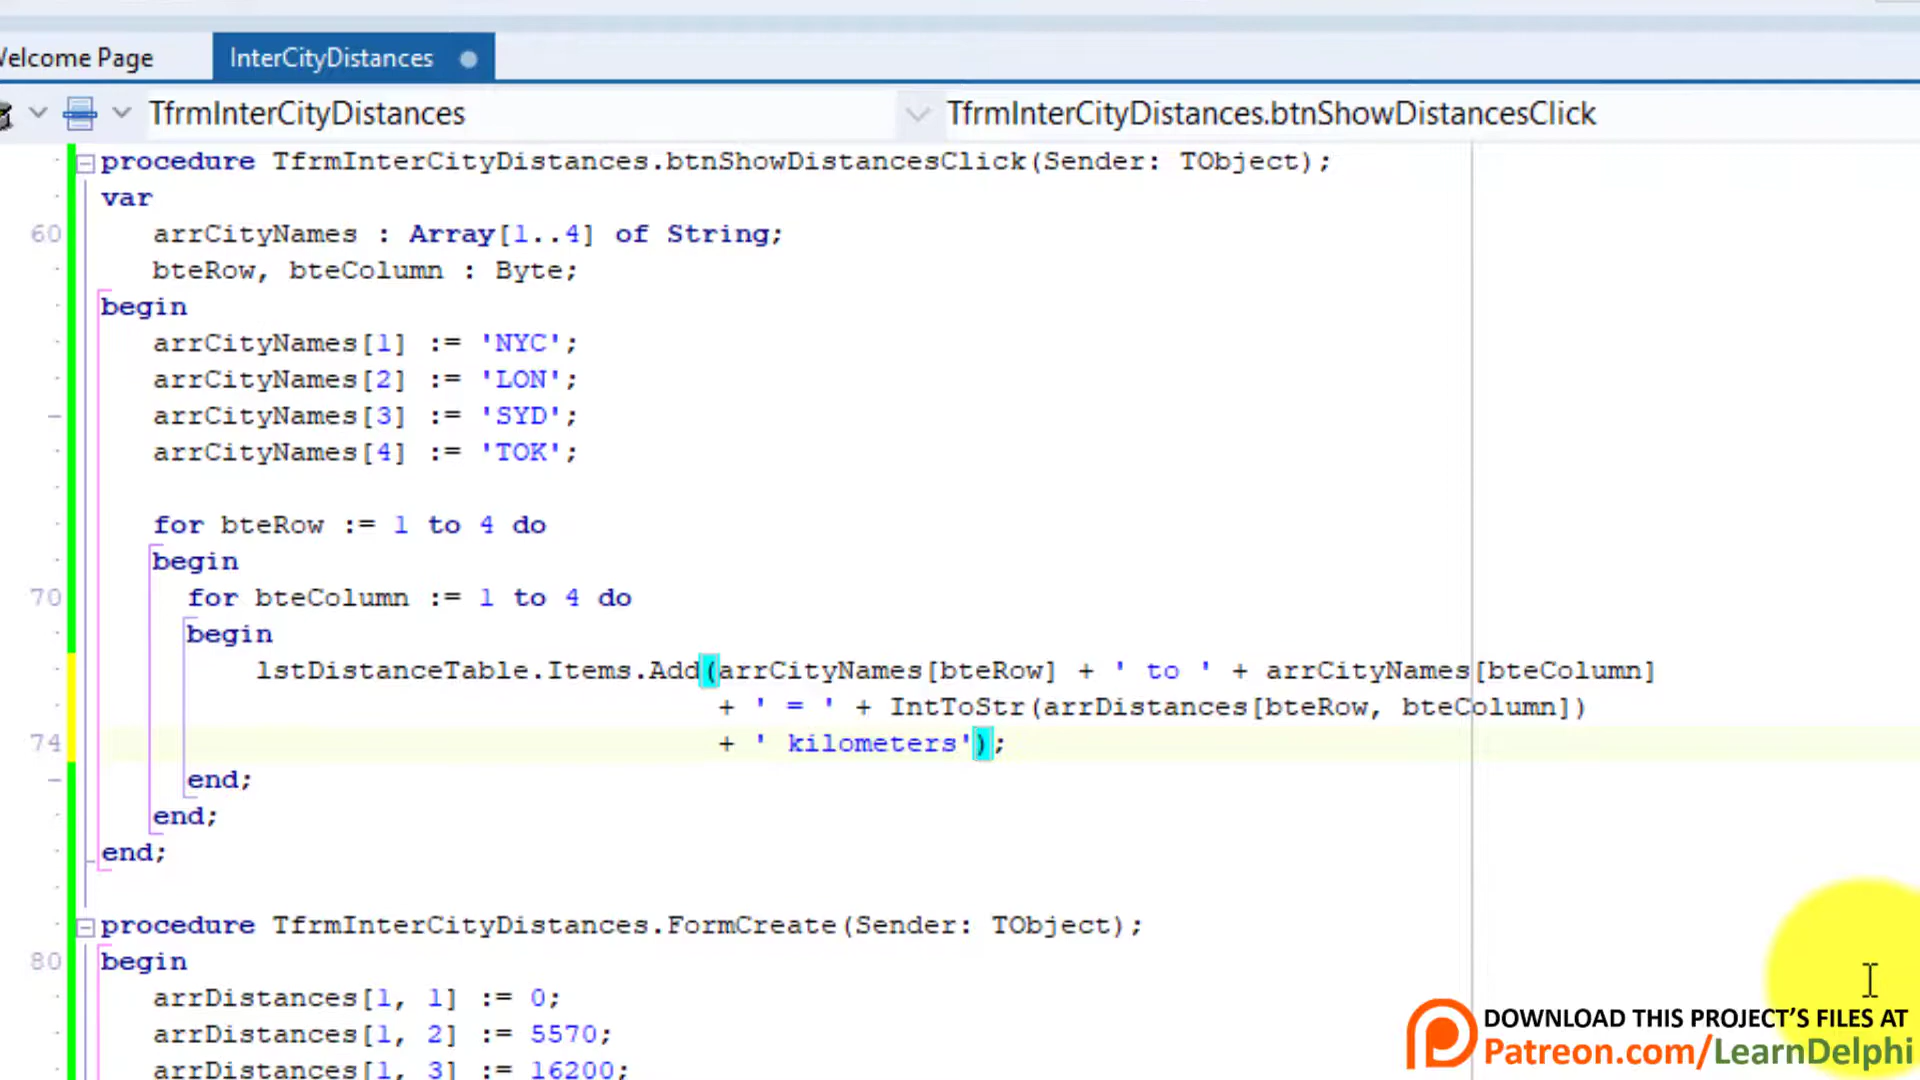 Welcome Page
InterCityDistances
TfrmInterCityDistances
TfrmInterCityDistances.btnShowDistancesClick
procedure TfrmInterCityDistances.btnShowDistancesClick(Sender: TObject);
var
60
arrCityNames : Array[1..4] of String;
bteRow, bteColumn : Byte;
begin
arrCityNames[1] := 'NYC';
arrCityNames[2] := 'LON';
arrCityNames[3] := 'SYD';
arrCityNames[4] := 'TOK';
for bteRow := 1 to 4 do
begin
70
for bteColumn := 1 to 4 do
begin
lstDistanceTable.Items.Add(arrCityNames[bteRow] + ' to ' + arrCityNames[bteColumn]
+ ' = ' + IntToStr(arrDistances[bteRow, bteColumn])
74
+ ' kilometers');
end;
end;
end;
procedure TfrmInterCityDistances.FormCreate(Sender: TObject);
80
begin
arrDistances[1, 1] := 0;
arrDistances[1, 2] := 5570;
arrDistances[1, 3] := 16200;
DOWNLOAD THIS PROJECT'S FILES AT
Patreon.com/LearnDelphi